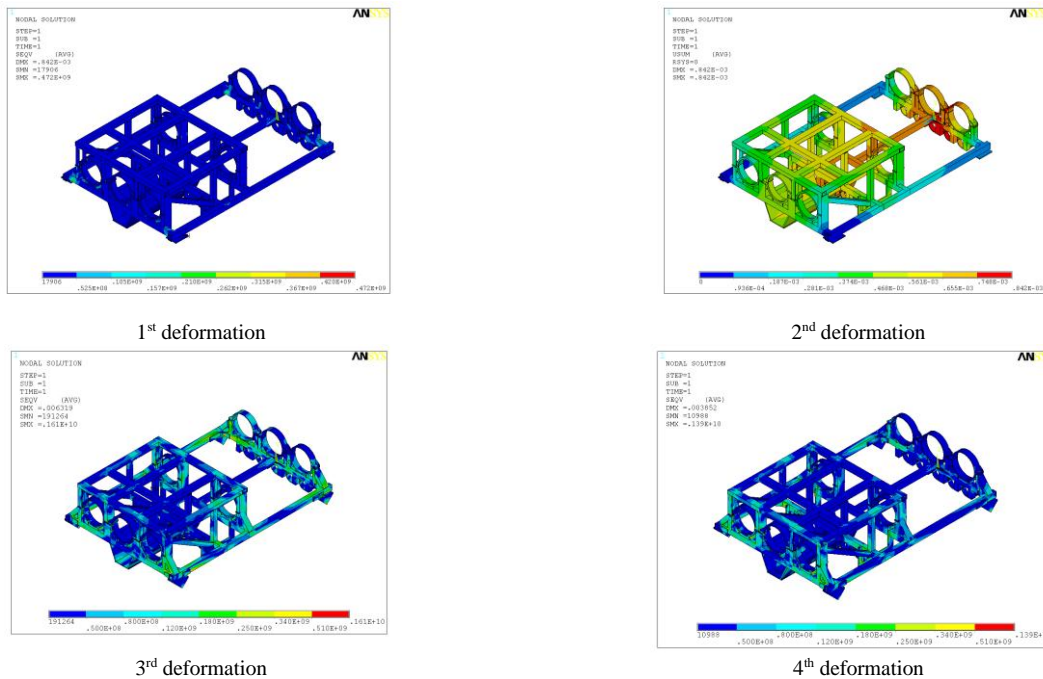 ANSYS
NODAL SOLUTION
STEP=1
SUB =1
TIME=1
SEQV (AVG)
DMX =.842E-03
SMN =17906
SMX =.472E+09
17906 .105E+09 .210E+09 .315E+09 .420E+09
.525E+08 .157E+09 .262E+09 .367E+09 .472E+09
1st deformation
ANSYS
NODAL SOLUTION
STEP=1
SUB =1
TIME=1
USUM (AVG)
RSYS=0
DMX =.842E-03
SMX =.842E-03
0 .187E-03 .374E-03 .561E-03 .748E-03
.936E-04 .281E-03 .468E-03 .655E-03 .842E-03
2nd deformation
ANSYS
NODAL SOLUTION
STEP=1
SUB =1
TIME=1
SEQV (AVG)
DMX =.006319
SMN =191264
SMX =.161E+10
191264 .800E+08 .180E+09 .340E+09 .161E+10
.500E+08 .120E+09 .250E+09 .510E+09
3rd deformation
ANSYS
NODAL SOLUTION
STEP=1
SUB =1
TIME=1
SEQV (AVG)
DMX =.003852
SMN =10988
SMX =.139E+10
10988 .800E+08 .180E+09 .340E+09 .139E+1
.500E+08 .120E+09 .250E+09 .510E+09
4th deformation